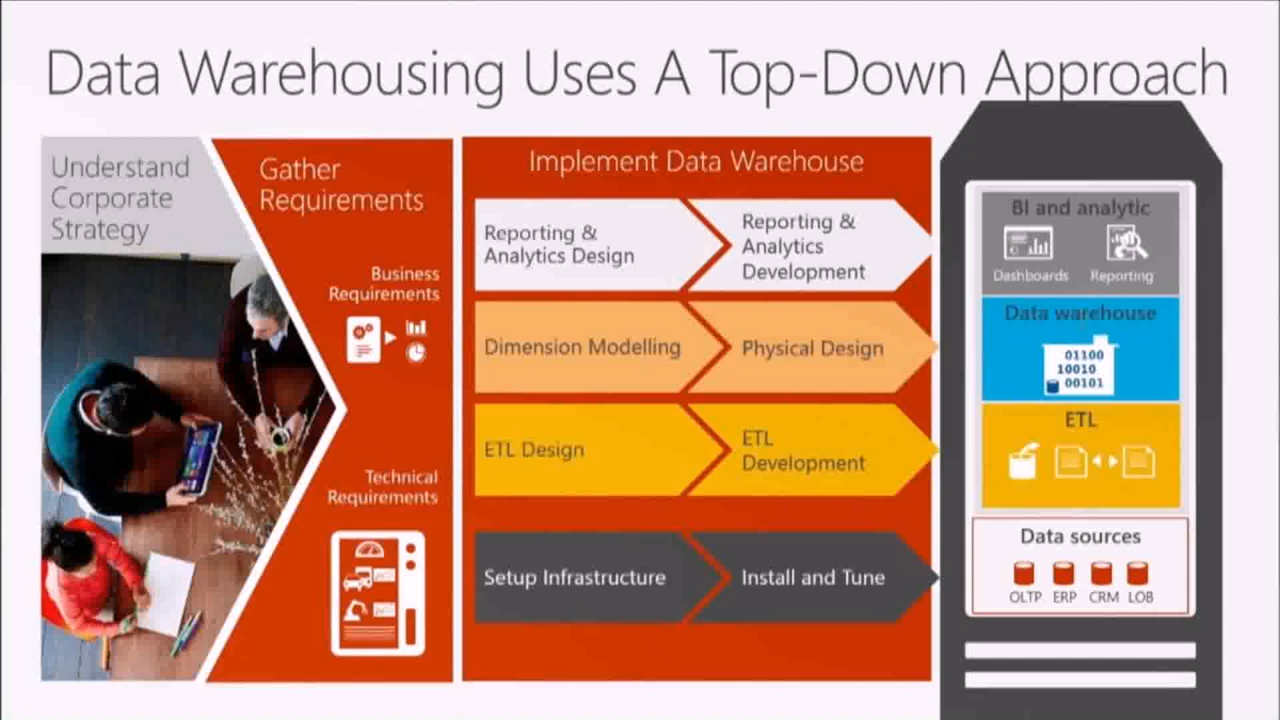 Data Warehousing Uses A Top-Down Approach
Understand
Corporate
Strategy
Gather
Requirements
Business
Requirements
Technical
Requirements
Implement Data Warehouse
Reporting &
Analytics Design
Reporting &
Analytics
Development
Dimension Modelling
Physical Design
ETL Design
ETL
Development
Setup Infrastructure
Install and Tune
BI and analytic
Dashboards
Reporting
Data warehouse
01100
10010
00101
ETL
Data sources
OLTP
ERP
CRM
LOB